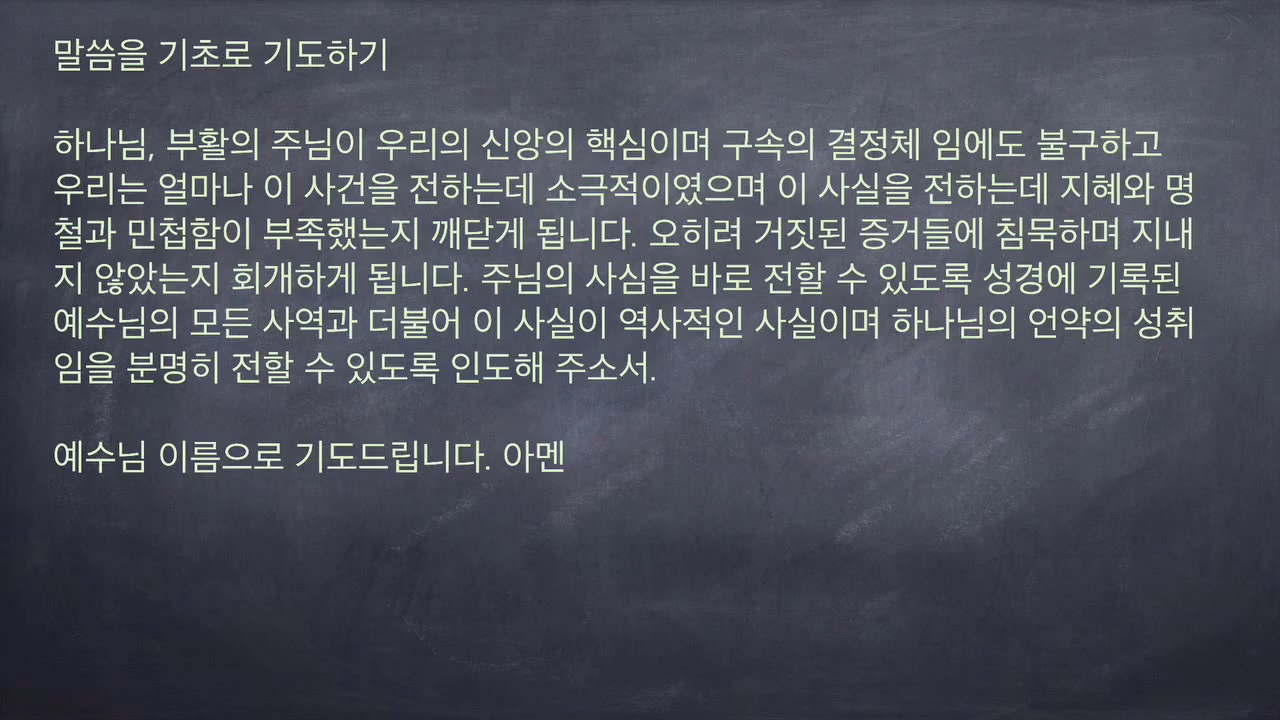 말씀을 기초로 기도하기
하나님, 부활의 주님이 우리의 신앙의 핵심이며 구속의 결정체 임에도 불구하고
우리는 얼마나 이 사건을 전하는데 소극적이였으며 이 사실을 전하는데 지혜와 명
철과 민첩함이 부족했는지 깨닫게 됩니다. 오히려 거짓된 증거들에 침묵하며 지내
지 않았는지 회개하게 됩니다. 주님의 사심을 바로 전할 수 있도록 성경에 기록된
예수님의 모든 사역과 더불어 이 사실이 역사적인 사실이며 하나님의 언약의 성취
임을 분명히 전할 수 있도록 인도해 주소서.
예수님 이름으로 기도드립니다. 아멘